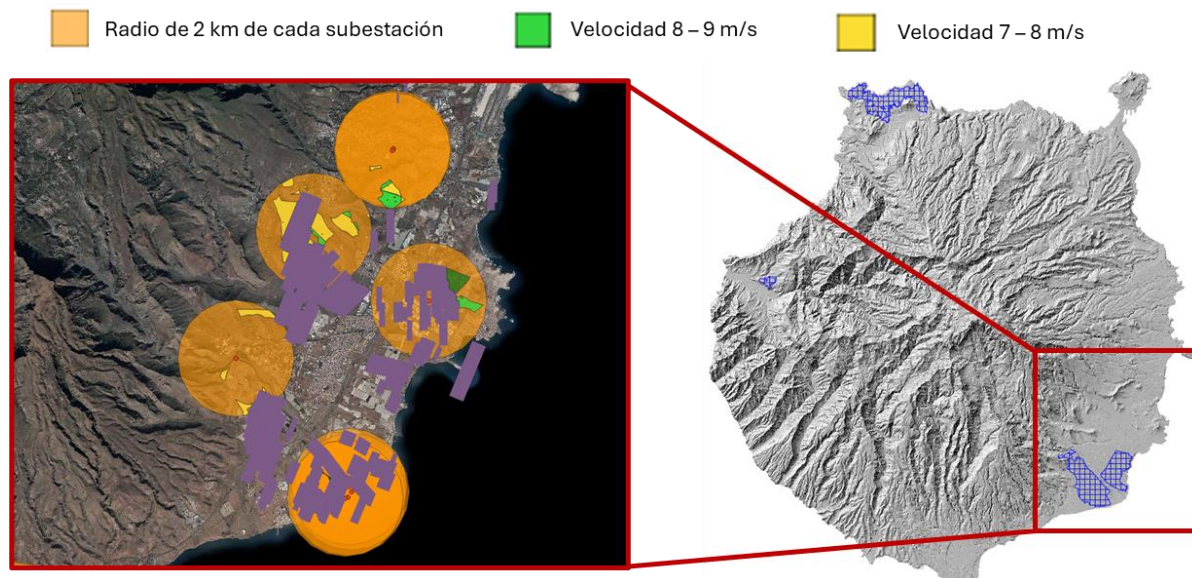 Radio de 2 km de cada subestación
Velocidad 8 – 9 m/s
Velocidad 7 – 8 m/s